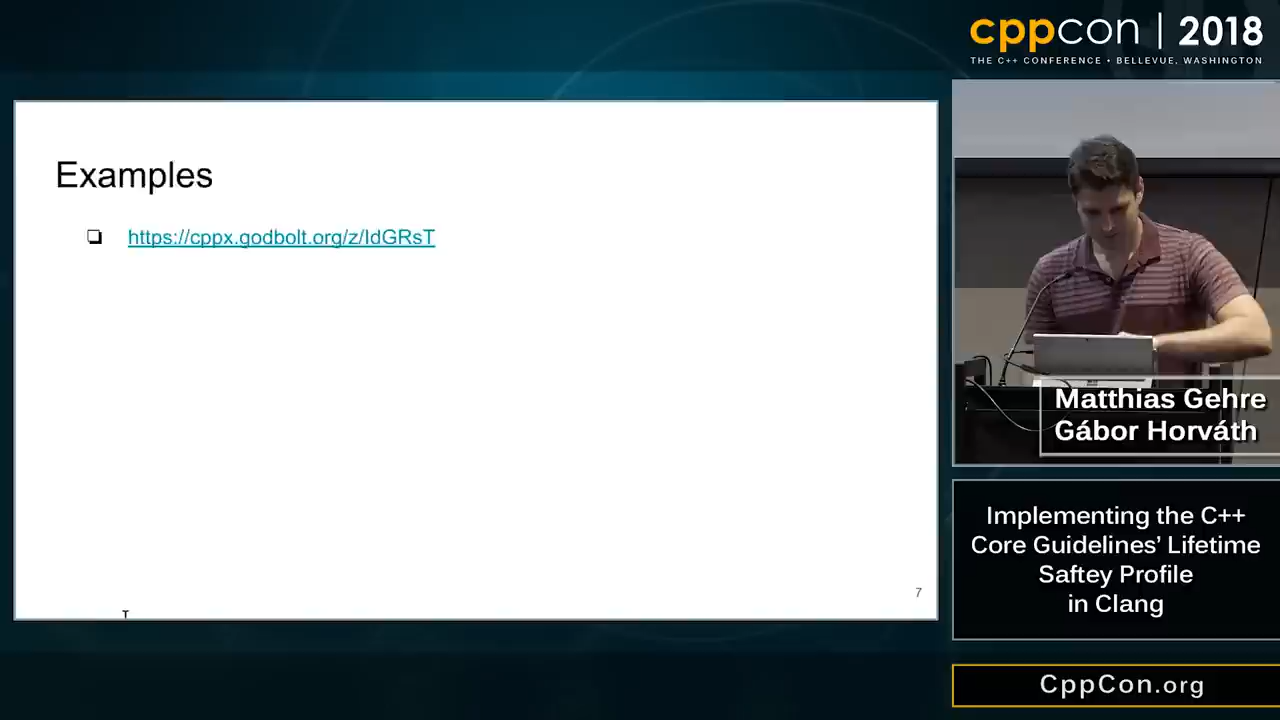 cppcon | 2018
THE C++ CONFERENCE • BELLEVUE, WASHINGTON
Examples
https://cppx.godbolt.org/z/IdGRsT
7
Matthias Gehre
Gábor Horváth
Implementing the C++
Core Guidelines’ Lifetime
Saftey Profile
in Clang
CppCon.org